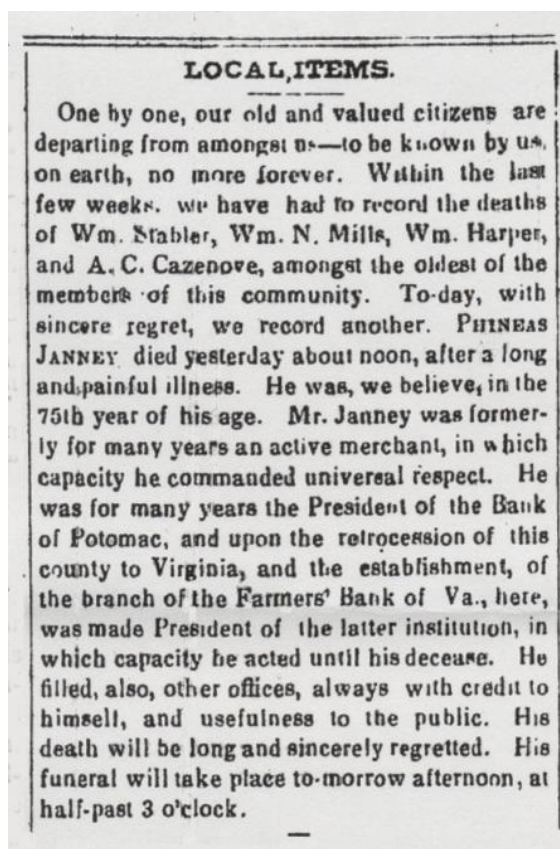 LOCAL ITEMS.
One by one, our old and valued citizens are
departing from amongst us—to be known by us,
on earth, no more forever. Within the last
few weeks, we have had to record the deaths
of Wm. Stabler, Wm. N. Mills, Wm. Harper,
and A. C. Cazenove, amongst the oldest of the
members of this community. To-day, with
sincere regret, we record another. PHINEAS
JANNEY died yesterday about noon, after a long
and painful illness. He was, we believe, in the
75th year of his age. Mr. Janney was former-
ly for many years an active merchant, in which
capacity he commanded universal respect. He
was for many years the President of the Bank
of Potomac, and upon the retrocession of this
county to Virginia, and the establishment, of
the branch of the Farmers' Bank of Va., here,
was made President of the latter institution, in
which capacity he acted until his decease. He
filled, also, other offices, always with credit to
himself, and usefulness to the public. His
death will be long and sincerely regretted. His
funeral will take place to-morrow afternoon, at
half-past 3 o'clock.